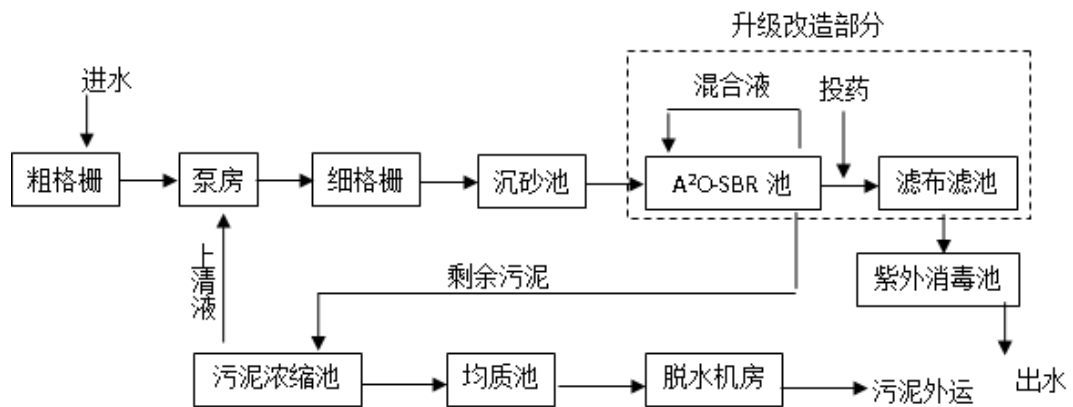 升级改造部分
进水
混合液
投药
粗格栅
泵房
细格栅
沉砂池
A²O-SBR 池
滤布滤池
上清液
剩余污泥
紫外消毒池
污泥浓缩池
均质池
脱水机房
污泥外运
出水